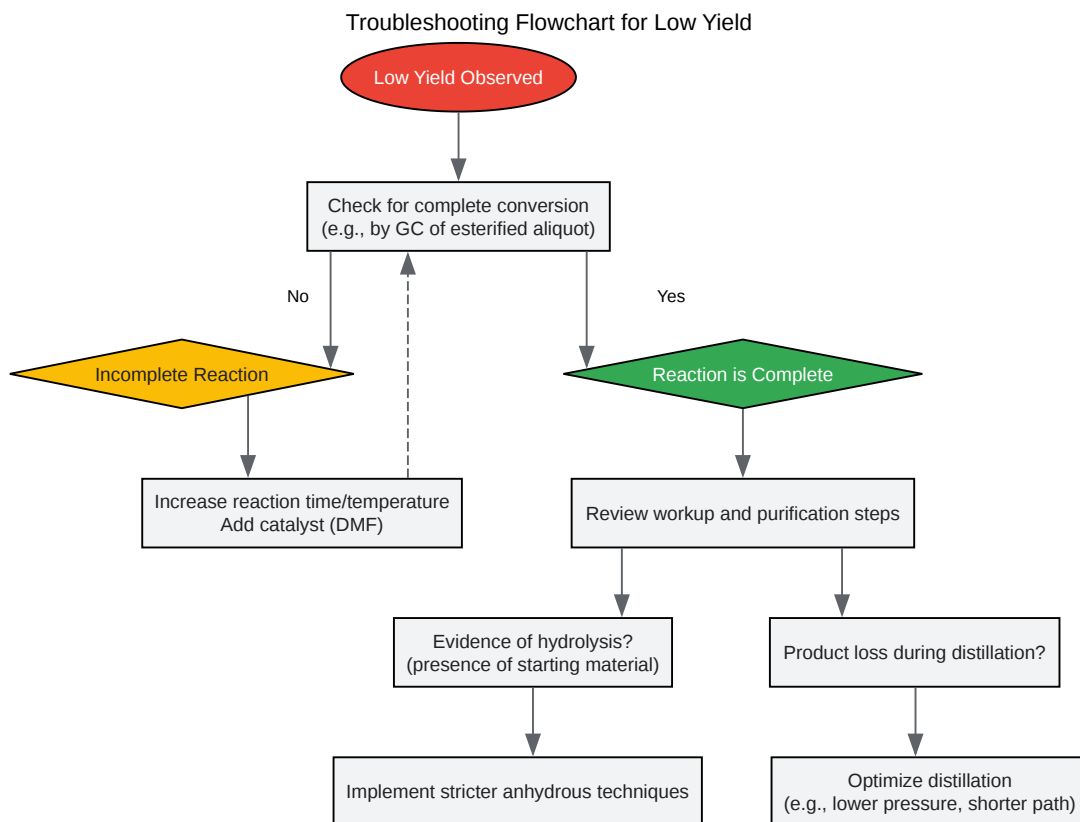 Troubleshooting Flowchart for Low Yield
Low Yield Observed
Check for complete conversion
(e.g., by GC of esterified aliquot)
No
Yes
Incomplete Reaction
Reaction is Complete
Increase reaction time/temperature
Add catalyst (DMF)
Review workup and purification steps
Evidence of hydrolysis?
(presence of starting material)
Product loss during distillation?
Implement stricter anhydrous techniques
Optimize distillation
(e.g., lower pressure, shorter path)